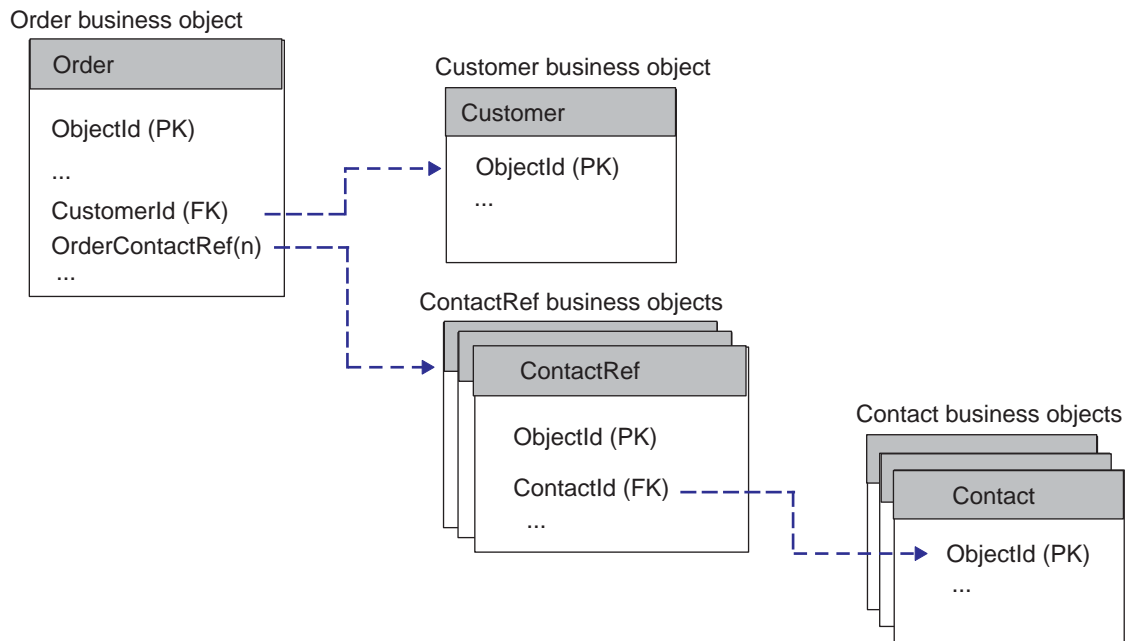 Order business object
Order
ObjectId (PK)
...
CustomerId (FK)
OrderContactRef(n)
...
Customer business object
Customer
ObjectId (PK)
...
ContactRef business objects
ContactRef
ObjectId (PK)
ContactId (FK)
...
Contact business objects
Contact
ObjectId (PK)
...